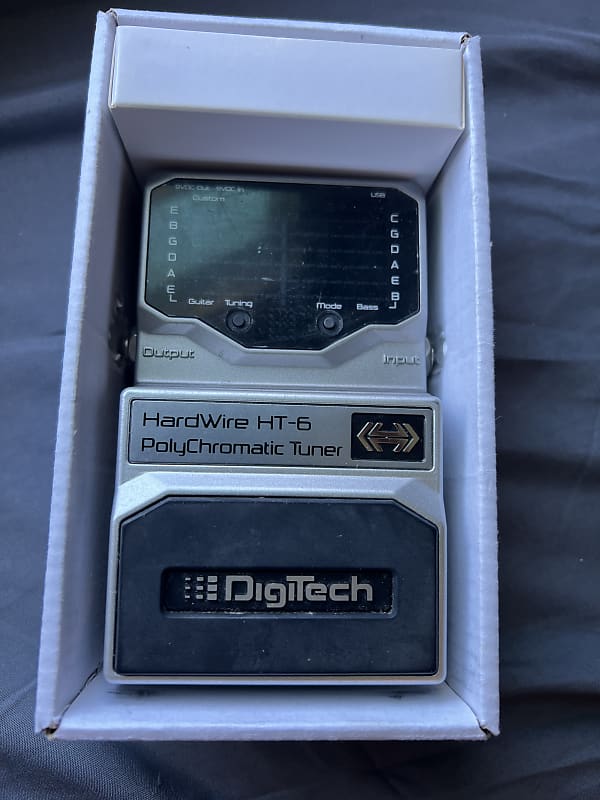 9VDC Out 9VDC In USB
Custom
E
B
G
D
A
E
C
G
D
A
E
B
Guitar Tuning Mode Bass
Output Input
HardWire HT-6
PolyChromatic Tuner
DigiTech